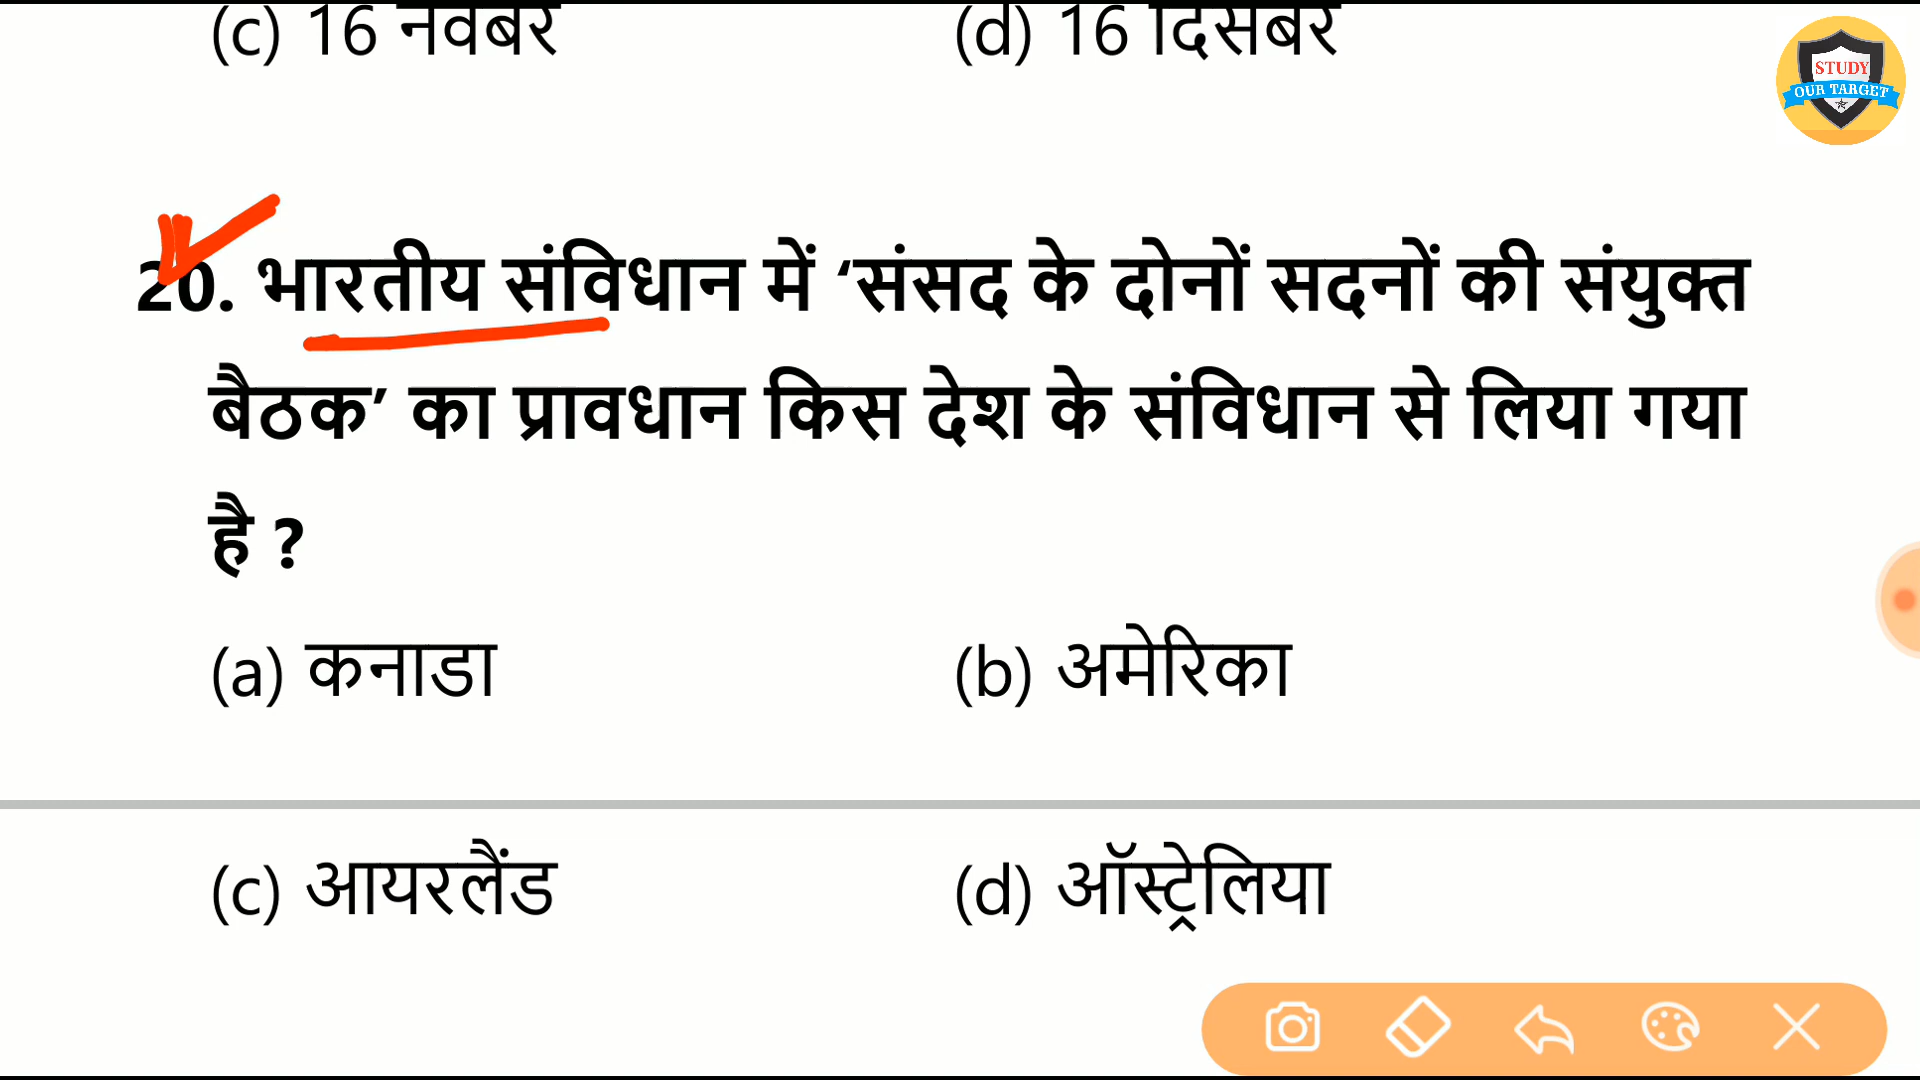 (c) 16 नवंबर (d) 16 दिसंबर
STUDY
OUR TARGET
20. भारतीय संविधान में ‘संसद के दोनों सदनों की संयुक्त
बैठक’ का प्रावधान किस देश के संविधान से लिया गया
है ?
(a) कनाडा (b) अमेरिका
(c) आयरलैंड (d) ऑस्ट्रेलिया